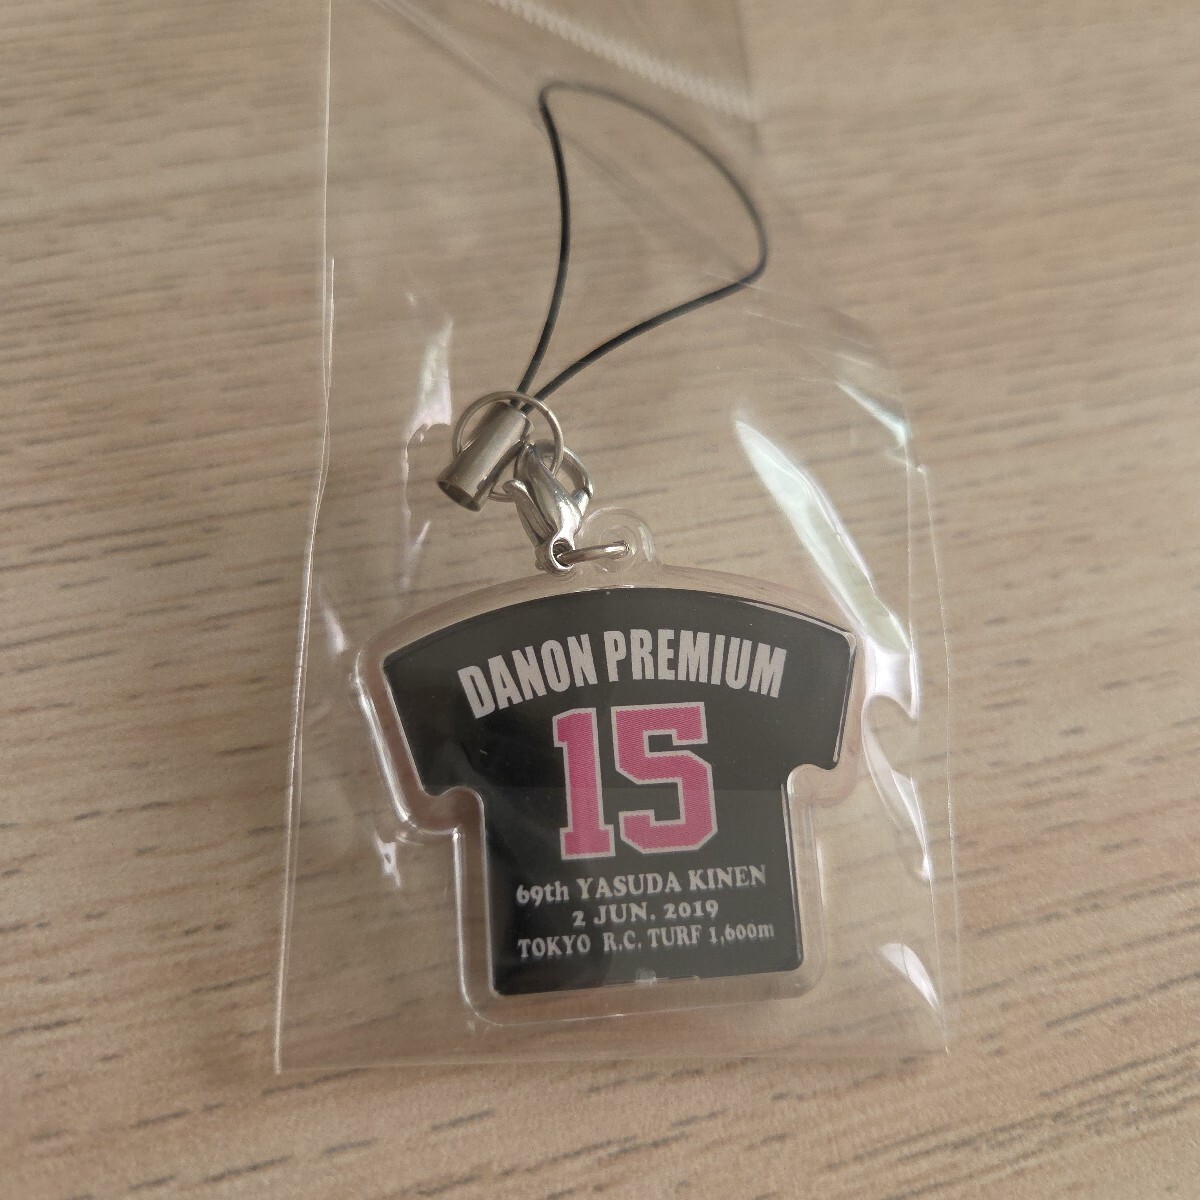 DANON PREMIUM
15
69th YASUDA KINEN
2 JUN. 2019
TOKYO R.C. TURF 1,600m